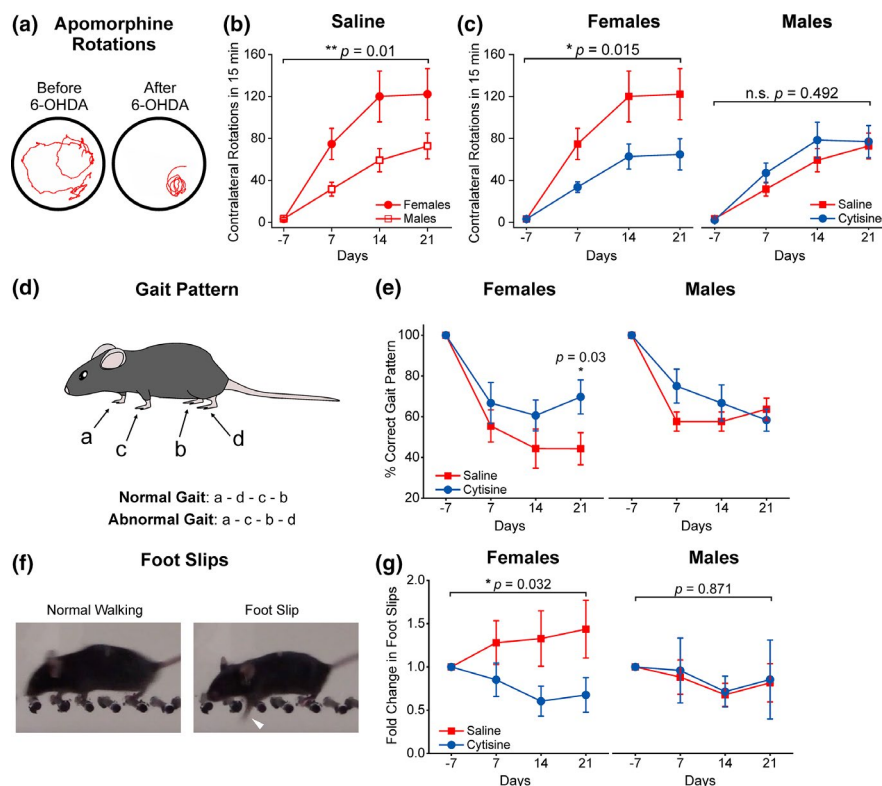 (a)
Apomorphine
Rotations
Before
6-OHDA
After
6-OHDA
(b)
Saline
Contralateral Rotations in 15 min
160
120
80
40
0
** p = 0.01
Females
Males
-7
7
14
21
Days
(c)
Females
Contralateral Rotations in 15 min
160
120
80
40
0
* p = 0.015
-7
7
14
21
Days
Males
n.s. p = 0.492
Saline
Cytisine
-7
7
14
21
Days
(d)
Gait Pattern
a
c
b
d
Normal Gait: a - d - c - b
Abnormal Gait: a - c - b - d
(e)
Females
% Correct Gait Pattern
100
80
60
40
20
p = 0.03
*
Saline
Cytisine
-7
7
14
21
Days
Males
-7
7
14
21
Days
(f)
Foot Slips
Normal Walking
Foot Slip
(g)
Females
Fold Change in Foot Slips
2.0
1.5
1.0
0.5
0.0
* p = 0.032
Saline
Cytisine
-7
7
14
21
Days
Males
p = 0.871
-7
7
14
21
Days